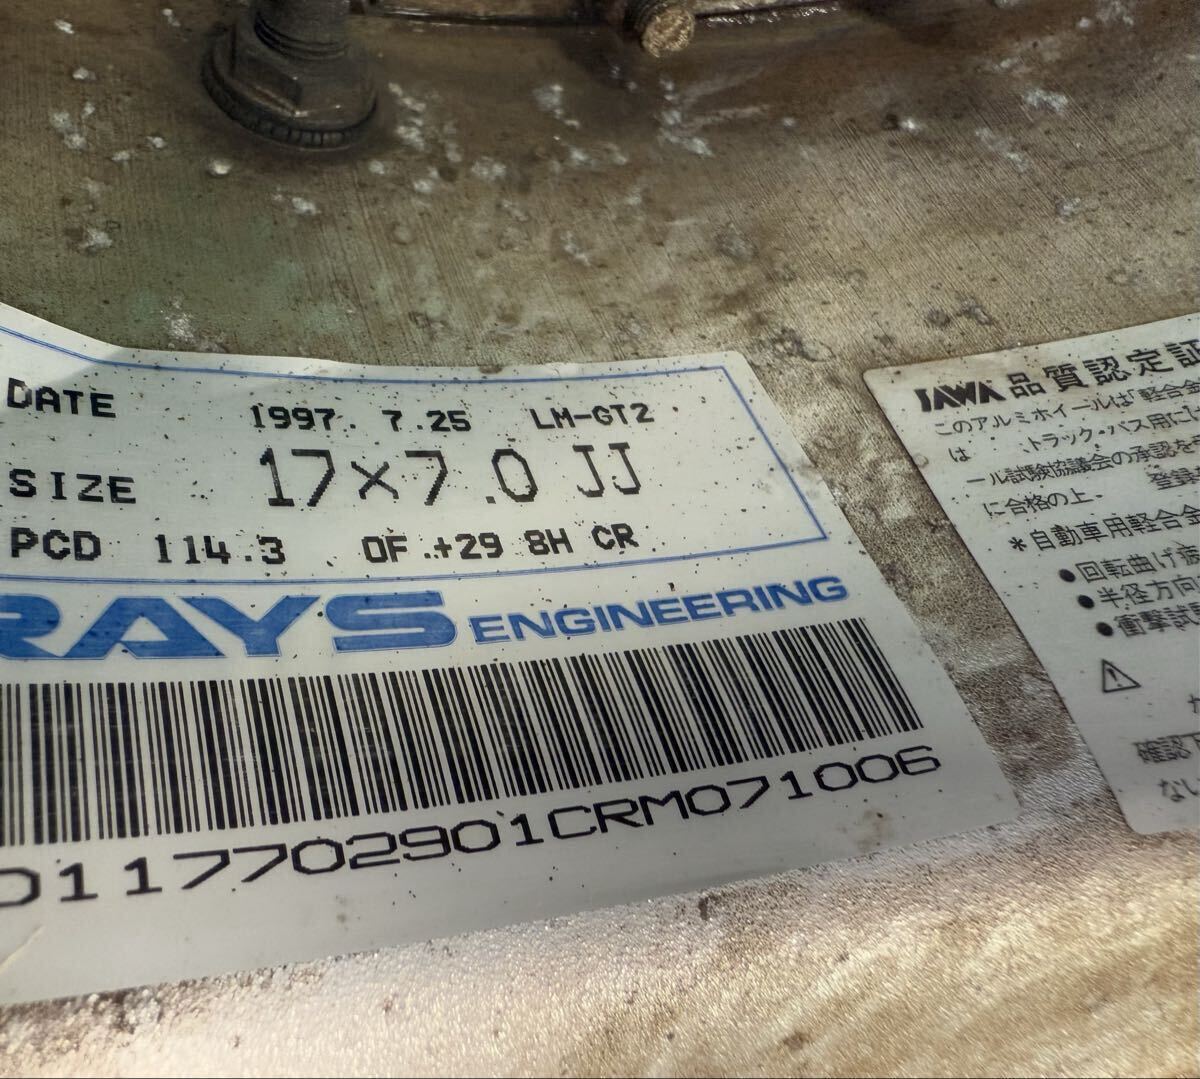 DATE 1997. 7.25 LM-GT2
SIZE 17×7.0 JJ
PCD 114.3 OF.+29 8H CR
RAYS ENGINEERING
D117702901CRM071006
JAWA 品質認定証
このアルミホイールは「軽合金
は トラック・バス用に
ール試験協議会の承認を
に合格の上. 登録
*自動車用軽合金
●回転曲げ疲
●半径方向
●衝撃試
確認
ない